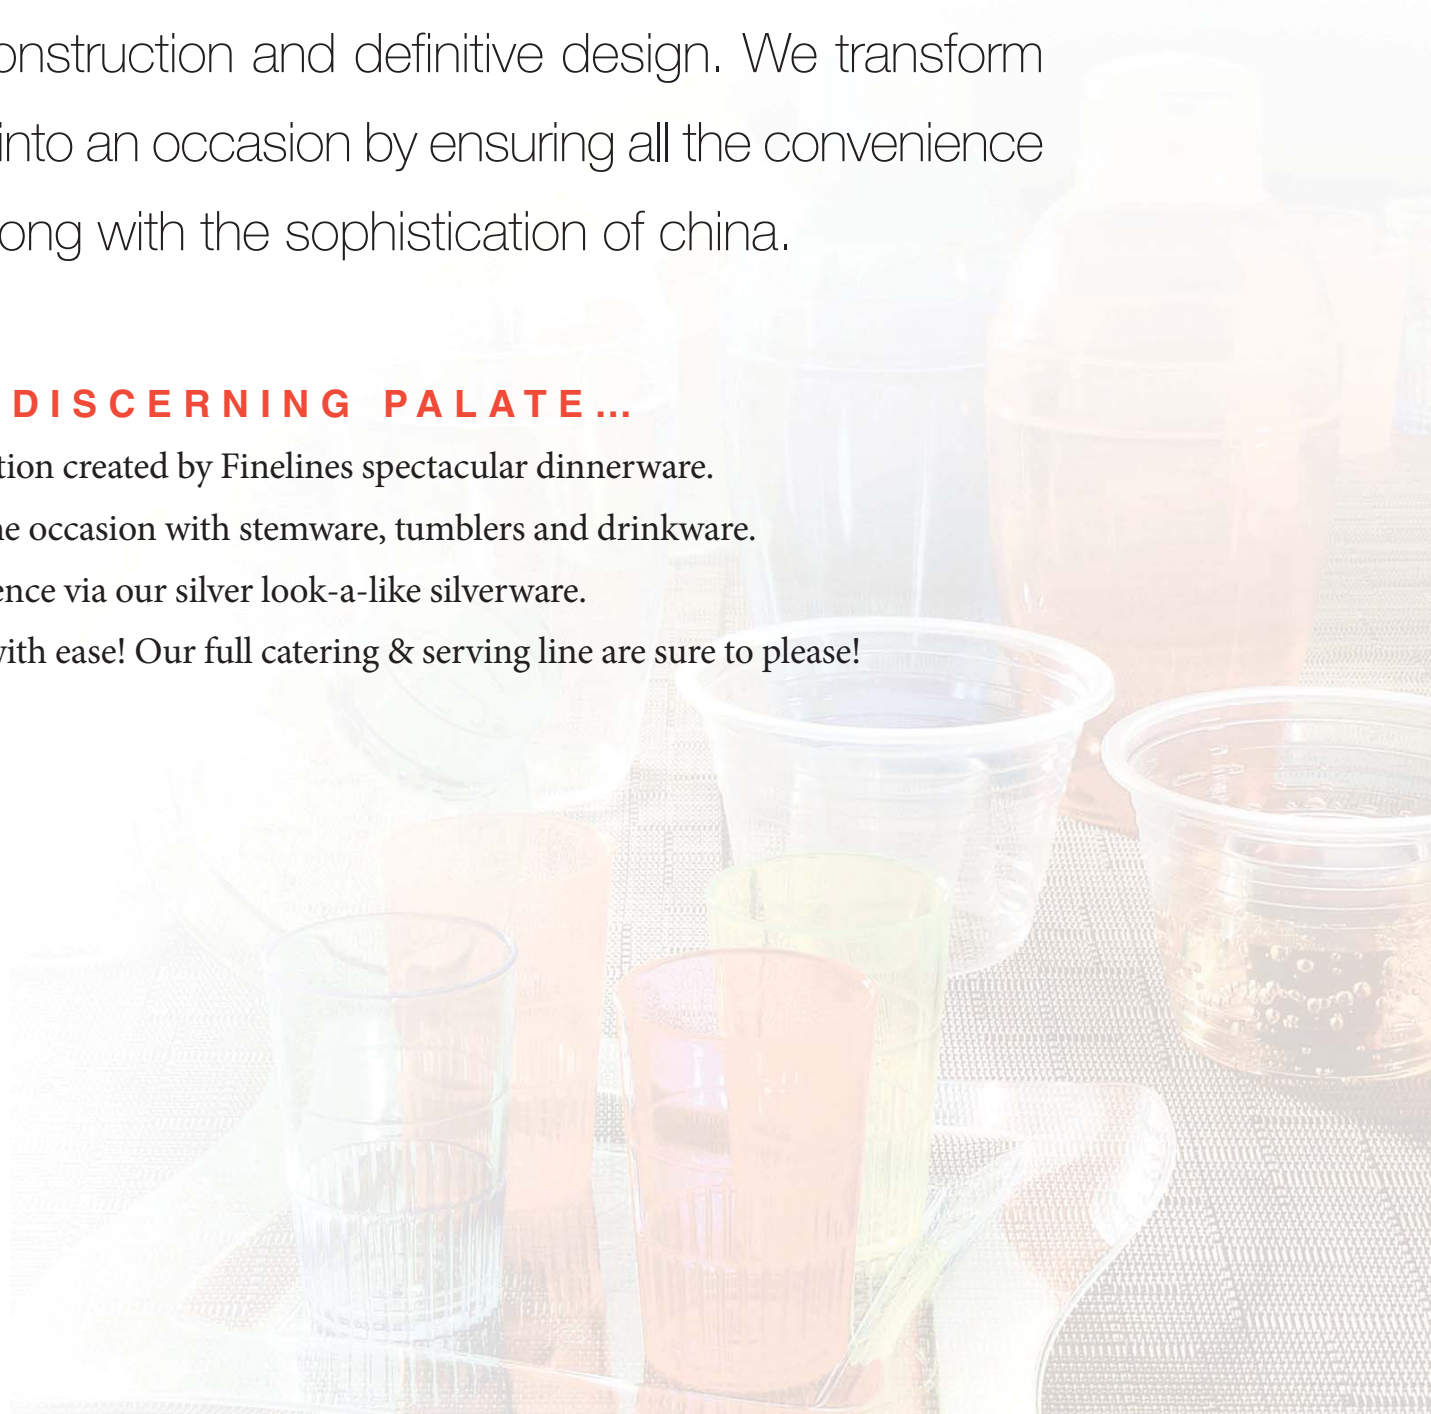 onstruction and definitive design. We transform
into an occasion by ensuring all the convenience
ong with the sophistication of china.
DISCERNING PALATE...
tion created by Finelines spectacular dinnerware.
he occasion with stemware, tumblers and drinkware.
ence via our silver look-a-like silverware.
with ease! Our full catering & serving line are sure to please!